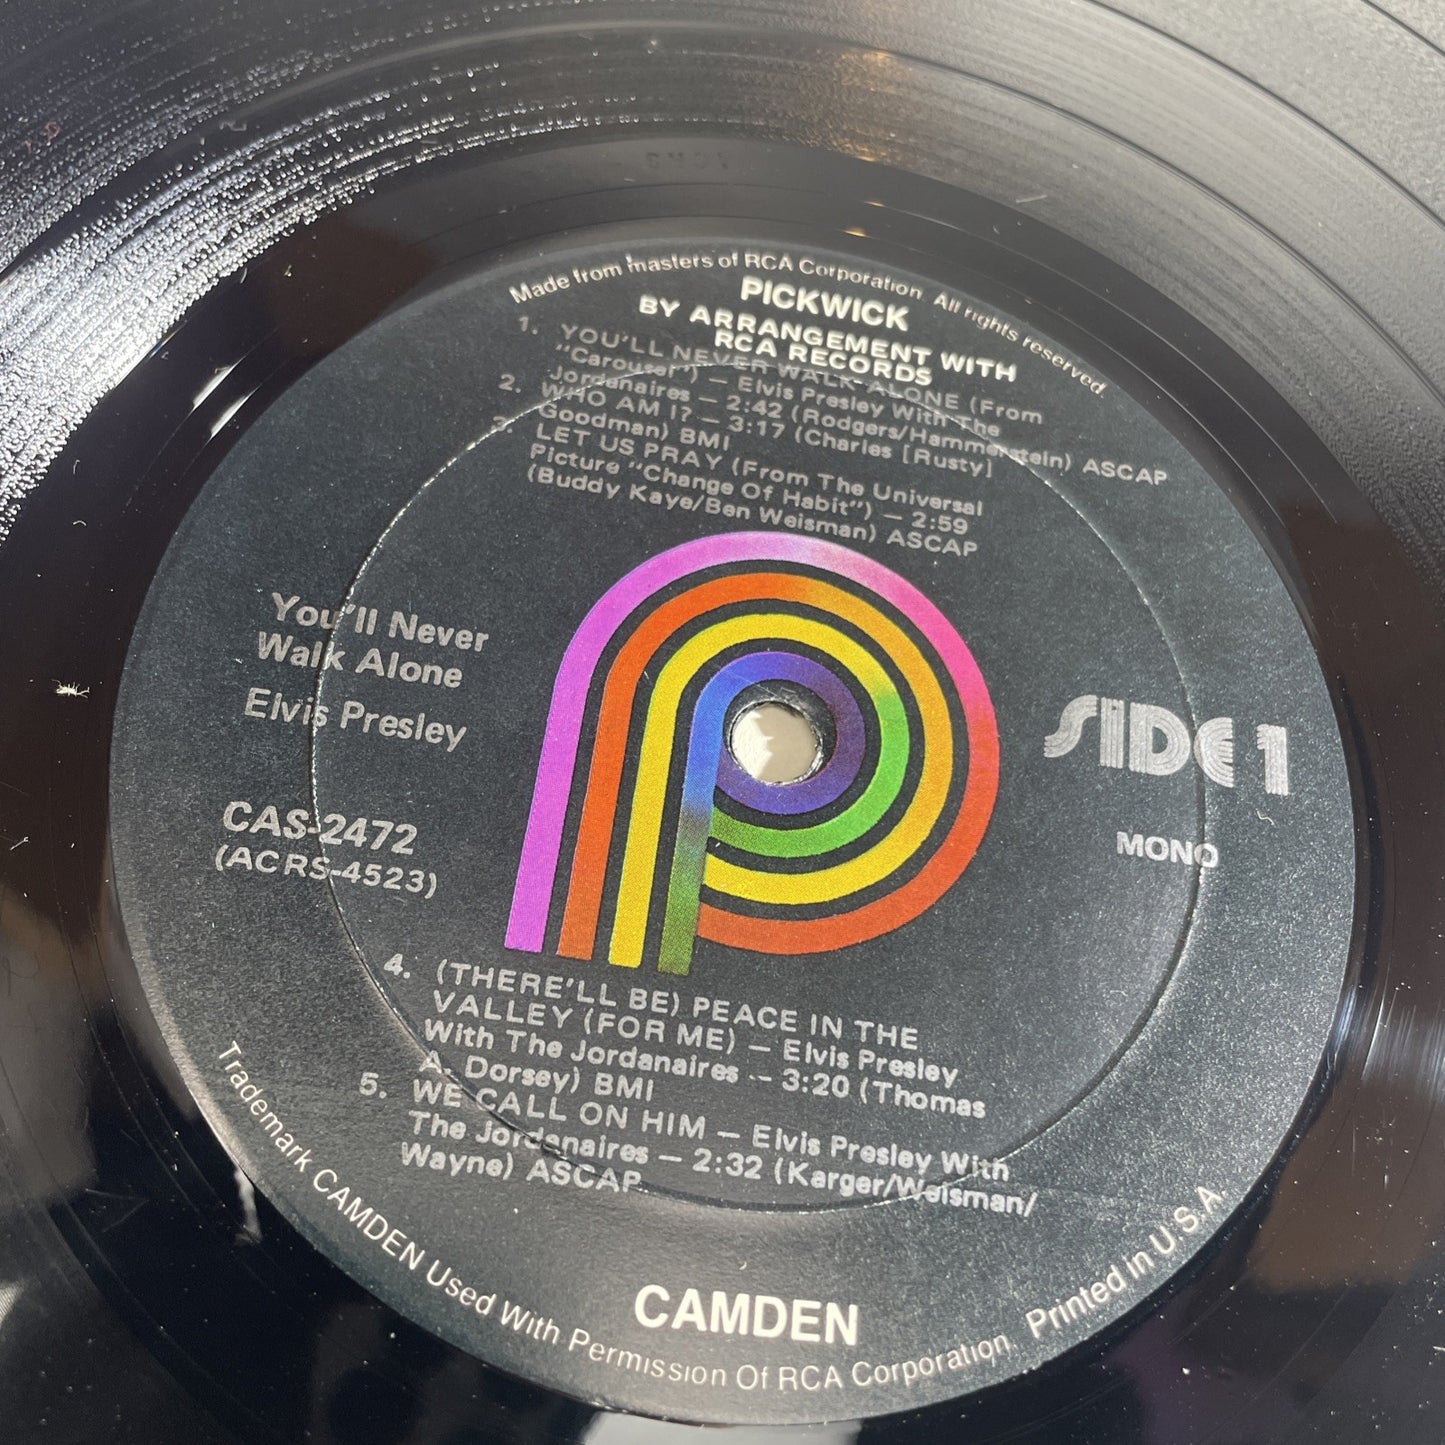 Made from masters of RCA Corporation. All rights reserved.
PICKWICK
BY ARRANGEMENT WITH
RCA RECORDS
1. YOU'LL NEVER WALK ALONE (From
"Carousel") — Elvis Presley With The
Jordanaires — 2:42 (Rodgers/Hammerstein) ASCAP
2. WHO AM I? — 3:17 (Charles [Rusty]
Goodman) BMI
3. LET US PRAY (From The Universal
Picture "Change Of Habit") — 2:59
(Buddy Kaye/Ben Weisman) ASCAP
You'll Never
Walk Alone
Elvis Presley
SIDE 1
CAS-2472
(ACRS-4523)
MONO
4. (THERE'LL BE) PEACE IN THE
VALLEY (FOR ME) — Elvis Presley
With The Jordanaires -- 3:20 (Thomas
A. Dorsey) BMI
5. WE CALL ON HIM — Elvis Presley With
The Jordanaires — 2:32 (Karger/Weisman/
Wayne) ASCAP
CAMDEN
Trademark CAMDEN Used With Permission Of RCA Corporation. Printed in U.S.A.